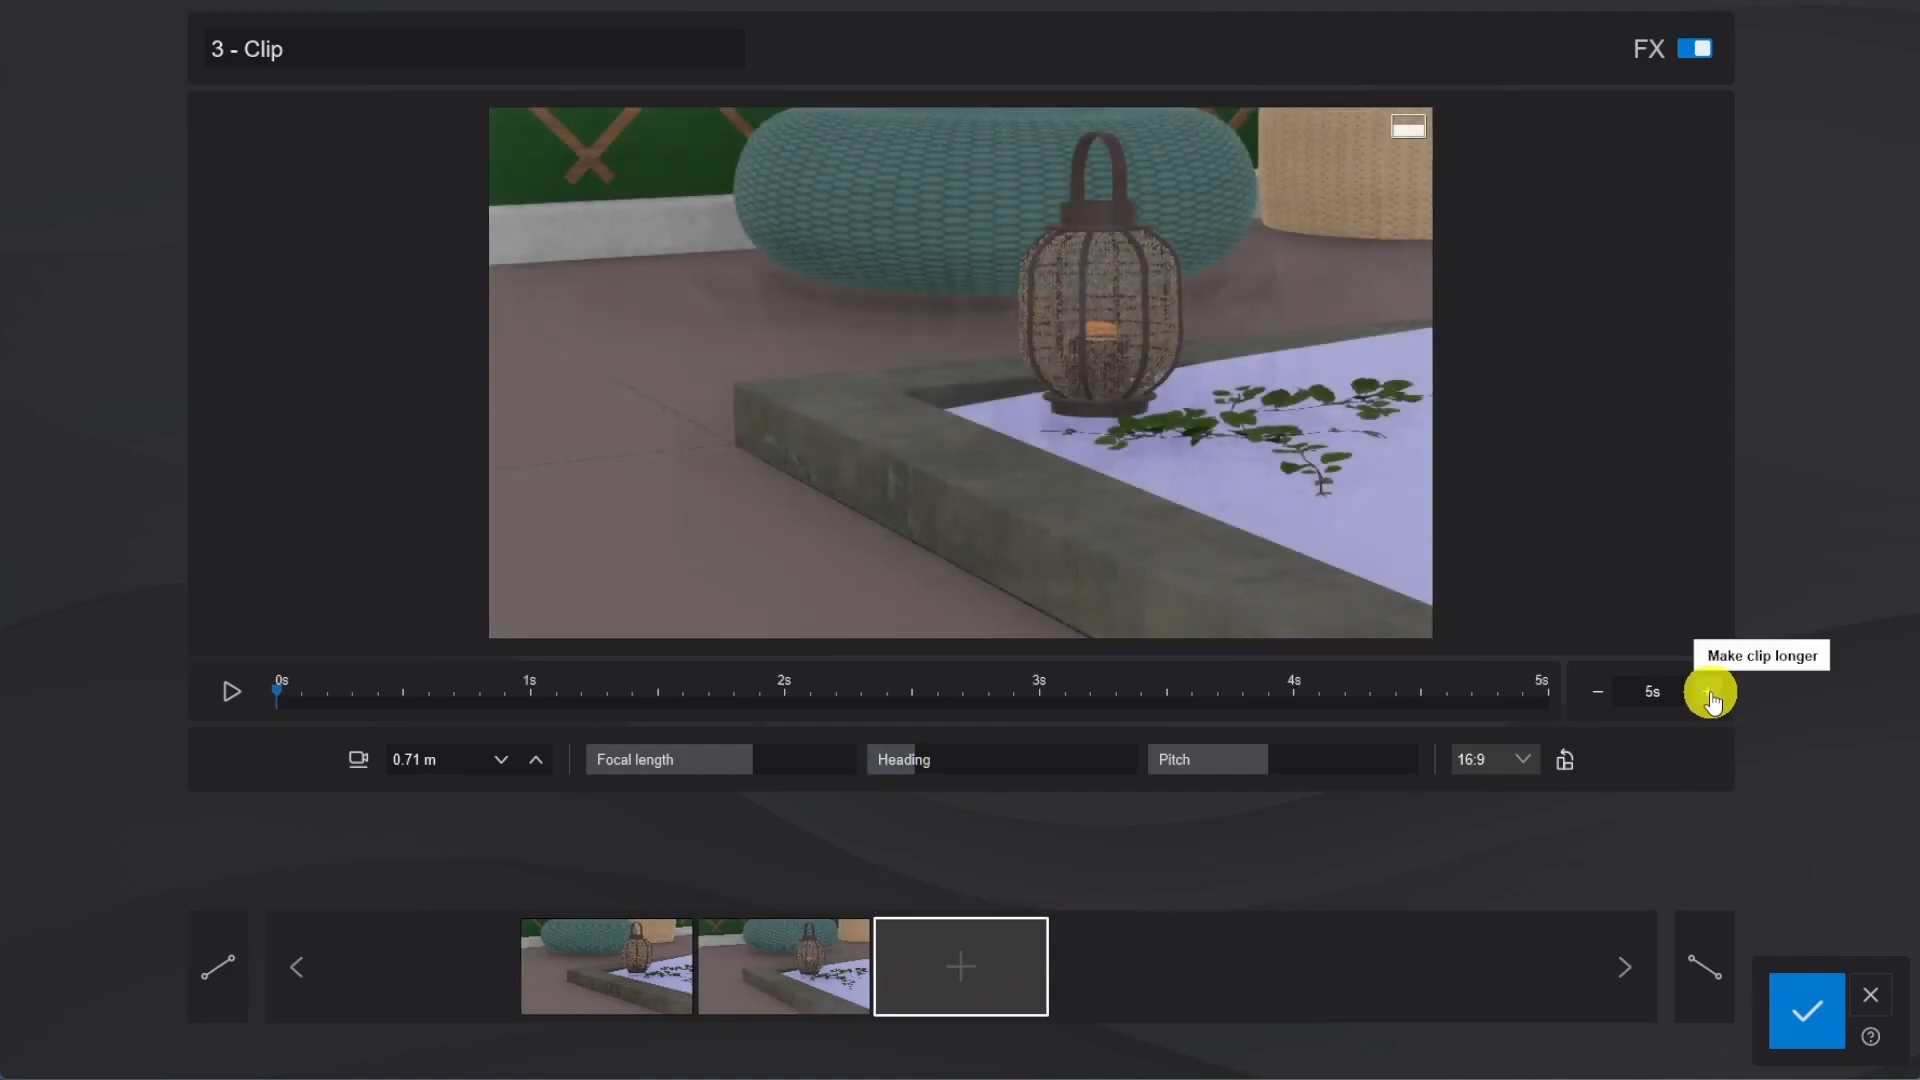 3 - Clip
FX
Make clip longer
0s 1s 2s 3s 4s 5s
5s
0.71 m
Focal length
Heading
Pitch
16:9